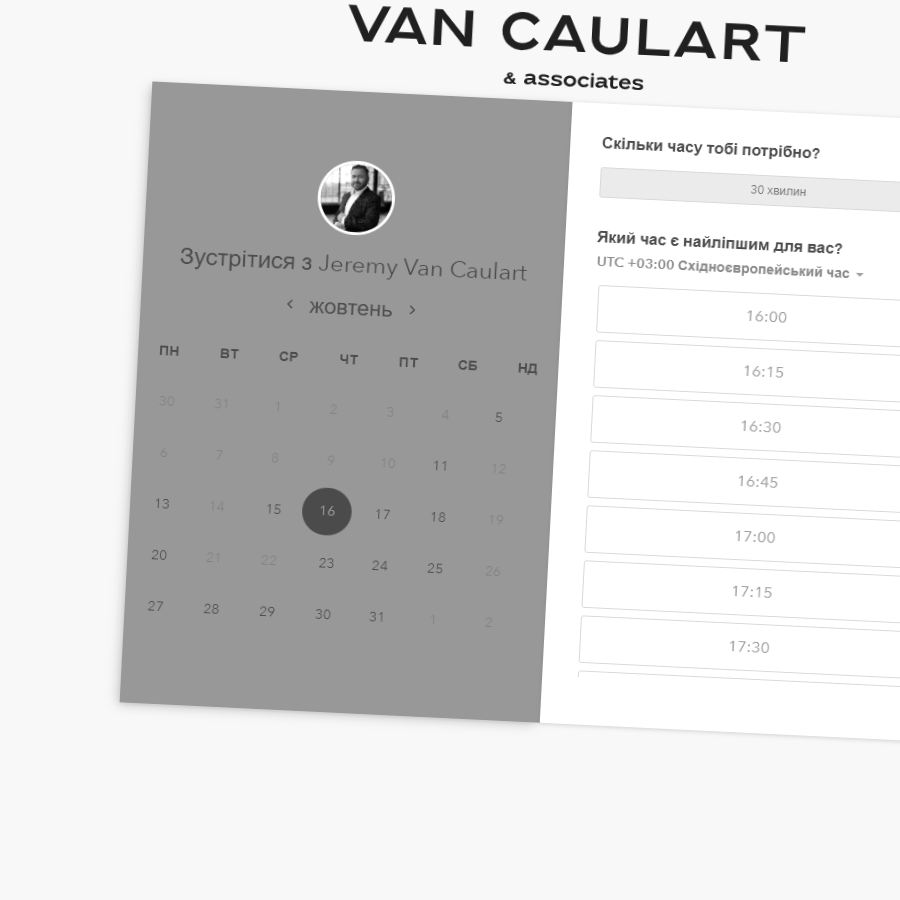 VAN CAULART
& associates
Зустрітися з Jeremy Van Caulart
жовтень
ПН ВТ СР ЧТ ПТ СБ НД
30 31 1 2 3 4 5
6 7 8 9 10 11 12
13 14 15 16 17 18 19
20 21 22 23 24 25 26
27 28 29 30 31 1 2
Скільки часу тобі потрібно?
30 хвилин
Який час є найліпшим для вас?
UTC +03:00 Східноєвропейський час
16:00
16:15
16:30
16:45
17:00
17:15
17:30